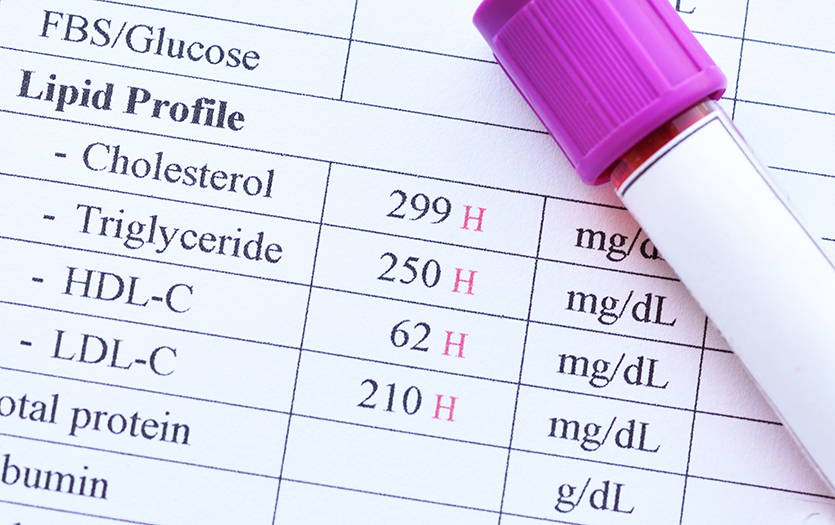 FBS/Glucose
Lipid Profile
- Cholesterol 299 H mg/d
- Triglyceride 250 H mg/dL
- HDL-C 62 H mg/dL
- LDL-C 210 H mg/dL
otal protein
g/dL
bumin